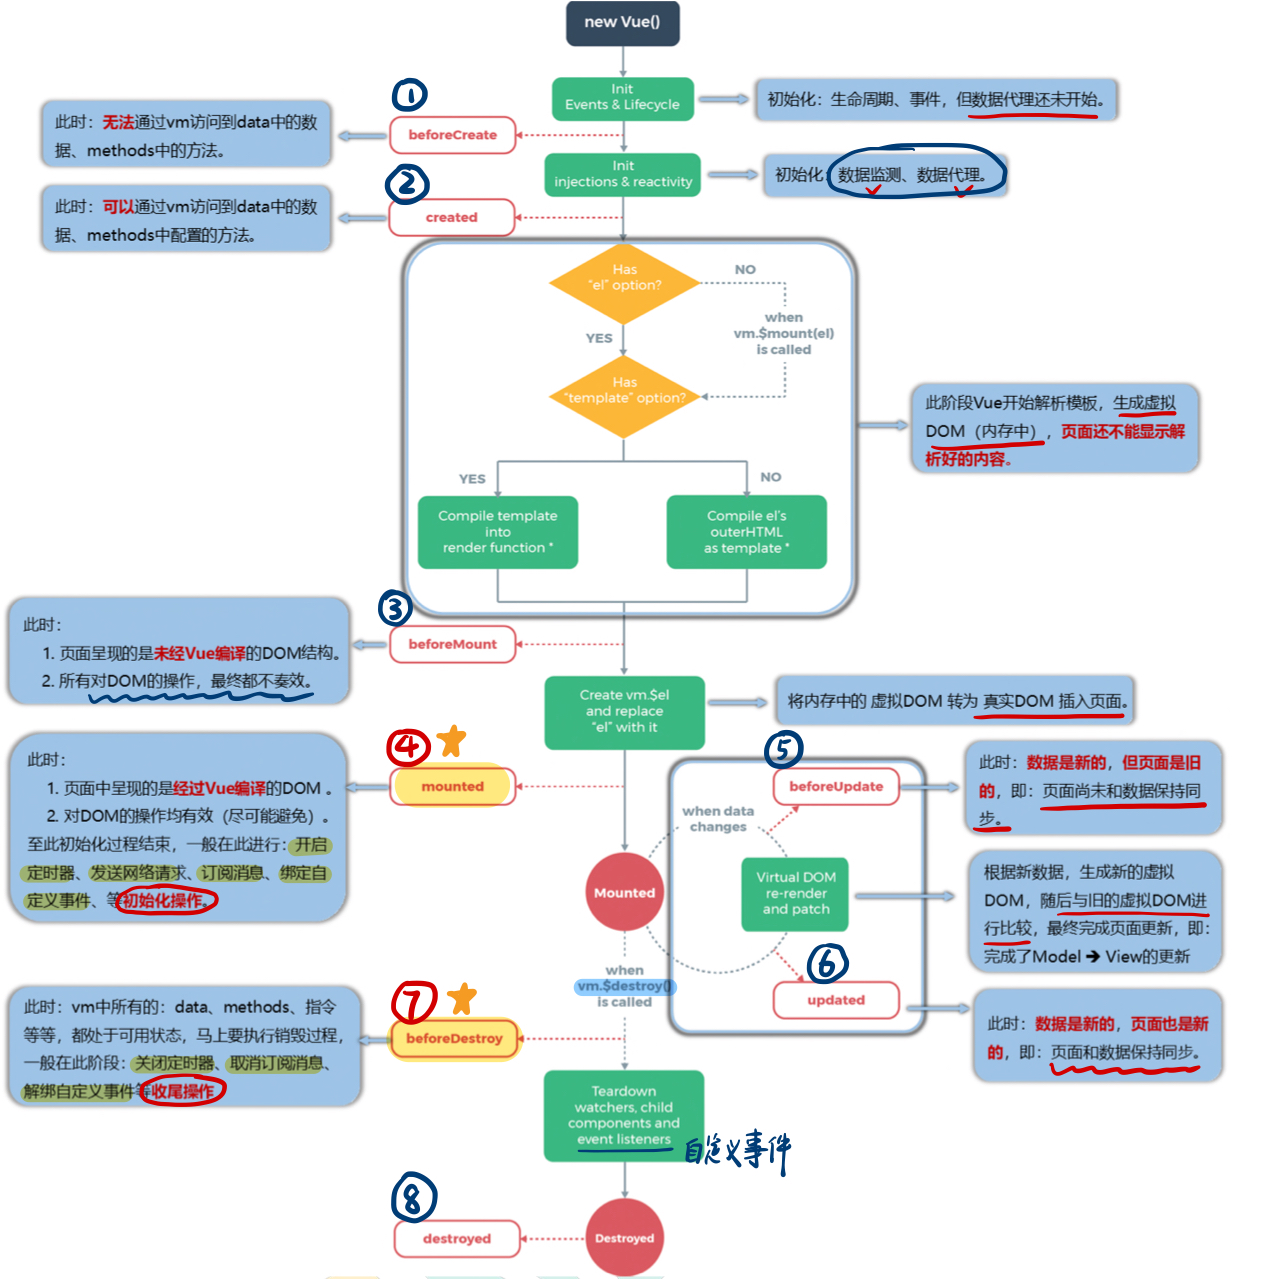 new Vue()
Init
Events & Lifecycle
初始化：生命周期、事件，但数据代理还未开始。
①
beforeCreate
此时：无法通过vm访问到data中的数
据、methods中的方法。
Init
injections & reactivity
初始化：数据监测、数据代理。
②
created
此时：可以通过vm访问到data中的数
据、methods中配置的方法。
Has
“el” option?
NO
when
vm.$mount(el)
is called
YES
Has
“template” option?
此阶段Vue开始解析模板，生成虚拟
DOM（内存中），页面还不能显示解
析好的内容。
YES
NO
Compile template
into
render function *
Compile el’s
outerHTML
as template *
③
beforeMount
此时：
1. 页面呈现的是未经Vue编译的DOM结构。
2. 所有对DOM的操作，最终都不奏效。
Create vm.$el
and replace
“el” with it
将内存中的 虚拟DOM 转为 真实DOM 插入页面。
④
mounted
此时：
1. 页面中呈现的是经过Vue编译的DOM 。
2. 对DOM的操作均有效（尽可能避免）。
至此初始化过程结束，一般在此进行：开启
定时器、发送网络请求、订阅消息、绑定自
定义事件、等初始化操作。
⑤
beforeUpdate
此时：数据是新的，但页面是旧
的，即：页面尚未和数据保持同
步。
when data
changes
Mounted
Virtual DOM
re-render
and patch
根据新数据，生成新的虚拟
DOM，随后与旧的虚拟DOM进
行比较，最终完成页面更新，即：
完成了Model ➔ View的更新
⑥
updated
此时：数据是新的，页面也是新
的，即：页面和数据保持同步。
when
vm.$destroy()
is called
⑦
beforeDestroy
此时：vm中所有的：data、methods、指令
等等，都处于可用状态，马上要执行销毁过程，
一般在此阶段：关闭定时器、取消订阅消息、
解绑自定义事件等收尾操作
Teardown
watchers, child
components and
event listeners
自定义事件
⑧
destroyed
Destroyed